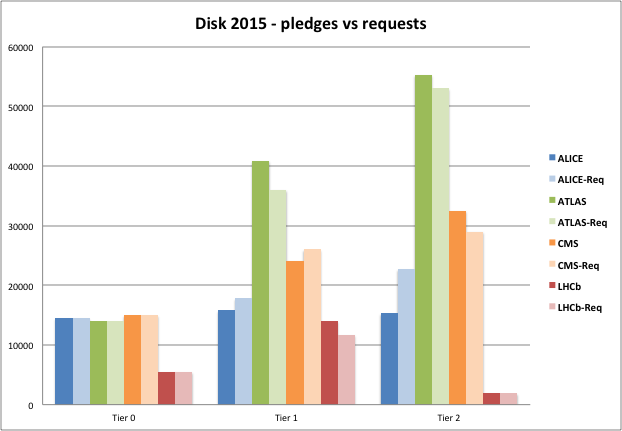 Disk 2015 - pledges vs requests
60000
50000
40000
30000
20000
10000
0
Tier 0 Tier 1 Tier 2
ALICE
ALICE-Req
ATLAS
ATLAS-Req
CMS
CMS-Req
LHCb
LHCb-Req